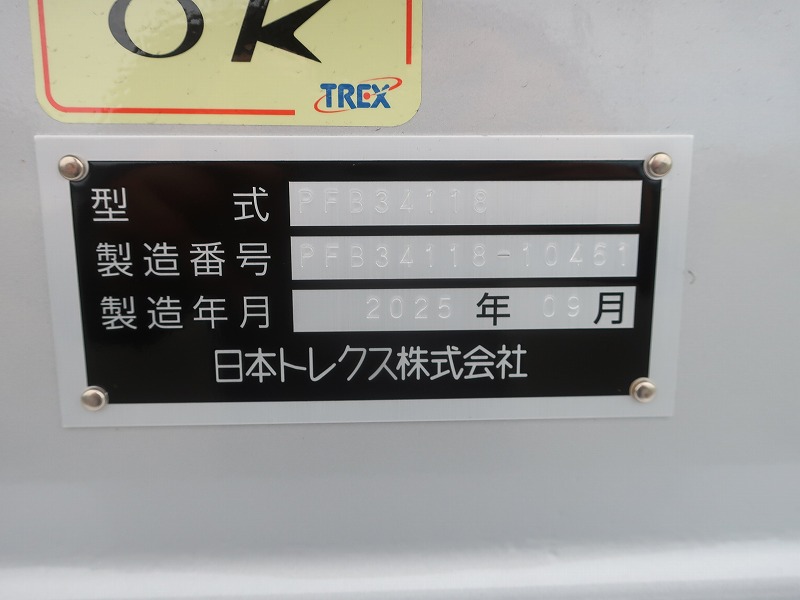 OK
TREX
型式 PFB34118
製造番号 PFB34118-10461
製造年月 2025年09月
日本トレクス株式会社